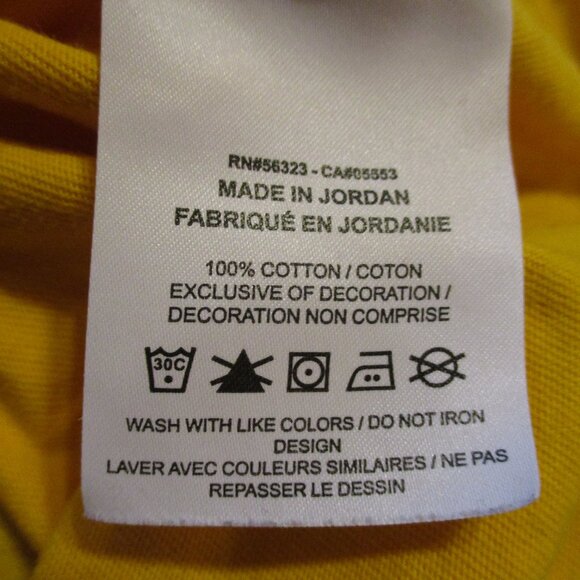 RN#56323 - CA#05553
MADE IN JORDAN
FABRIQUÉ EN JORDANIE
100% COTTON / COTON
EXCLUSIVE OF DECORATION /
DECORATION NON COMPRISE
30C
WASH WITH LIKE COLORS / DO NOT IRON
DESIGN
LAVER AVEC COULEURS SIMILAIRES / NE PAS
REPASSER LE DESSIN